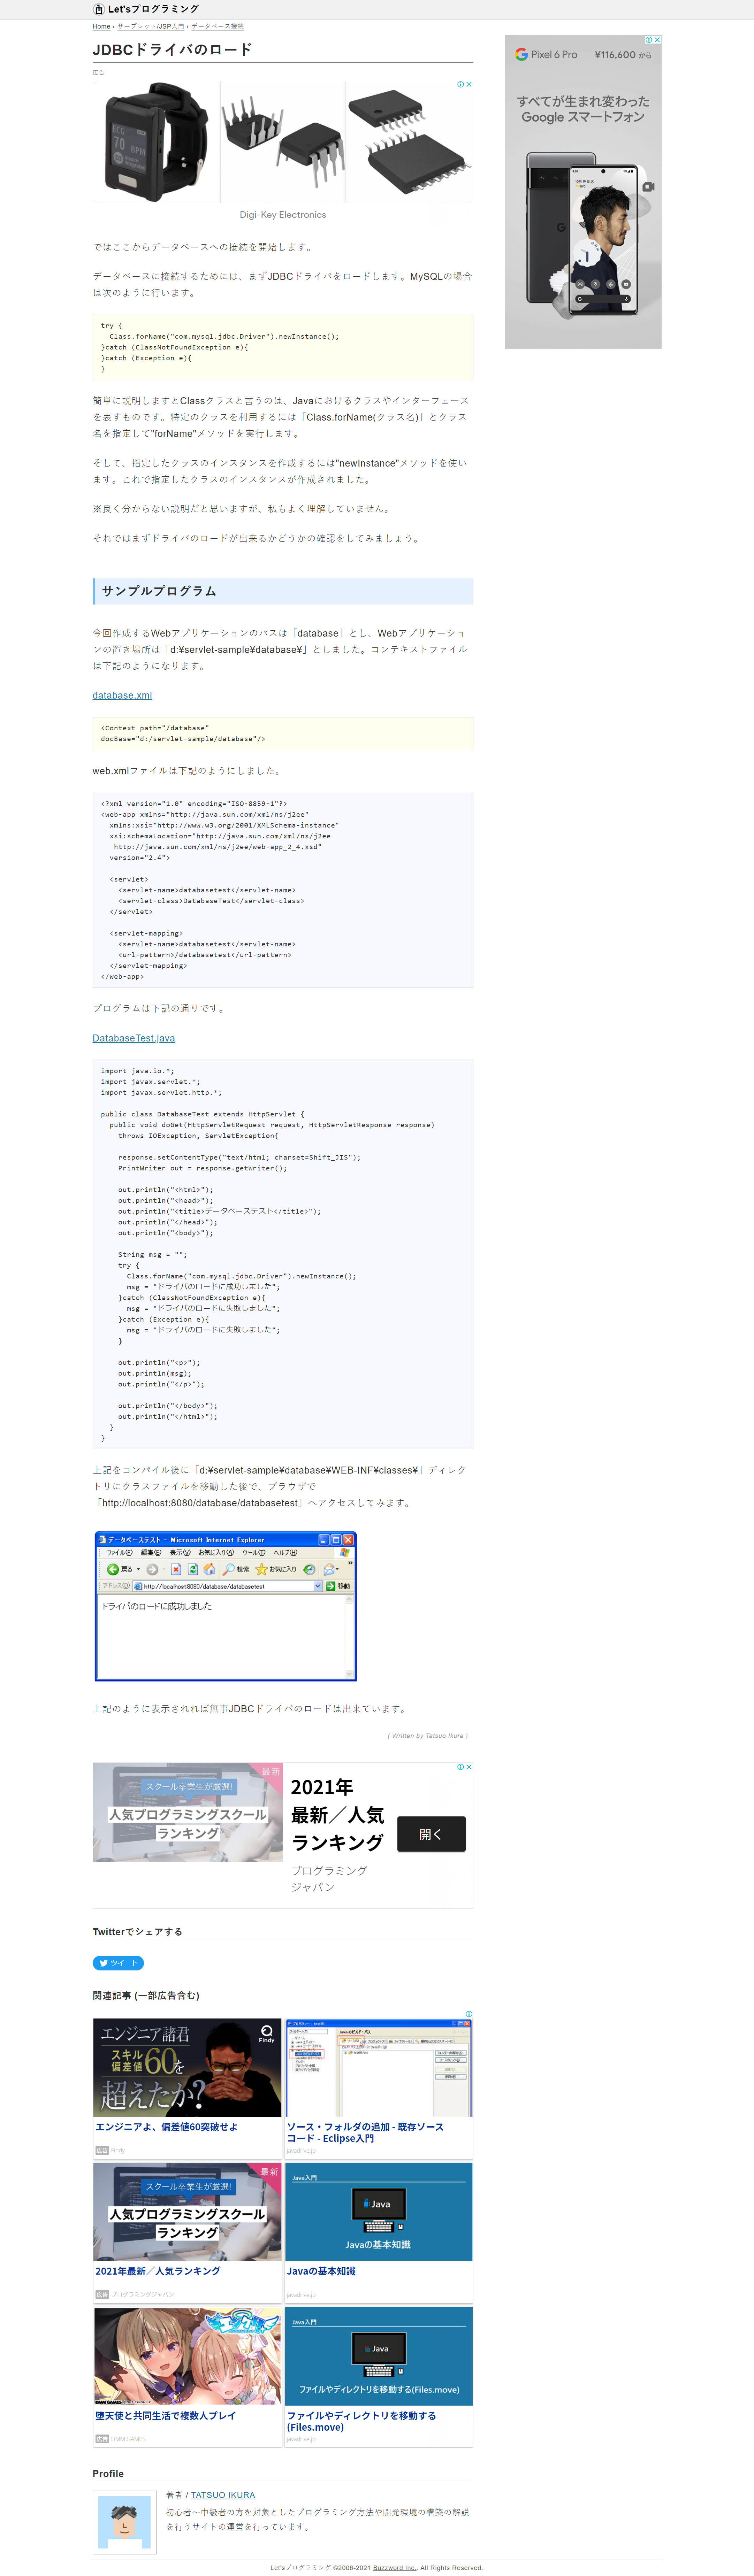 Let'sプログラミング
Home › サーブレット/JSP入門 › データベース接続
JDBCドライバのロード
広告
ECG
70
BPM
Digi-Key Electronics
Pixel 6 Pro
¥116,600 から
すべてが生まれ変わった
Google スマートフォン
ではここからデータベースへの接続を開始します。
データベースに接続するためには、まずJDBCドライバをロードします。MySQLの場合
は次のように行います。
try {
  Class.forName("com.mysql.jdbc.Driver").newInstance();
}catch (ClassNotFoundException e){
}catch (Exception e){
}
簡単に説明しますとClassクラスと言うのは、Javaにおけるクラスやインターフェース
を表すものです。特定のクラスを利用するには「Class.forName(クラス名)」とクラス
名を指定して"forName"メソッドを実行します。
そして、指定したクラスのインスタンスを作成するには"newInstance"メソッドを使い
ます。これで指定したクラスのインスタンスが作成されました。
※良く分からない説明だと思いますが、私もよく理解していません。
それではまずドライバのロードが出来るかどうかの確認をしてみましょう。
サンプルプログラム
今回作成するWebアプリケーションのパスは「database」とし、Webアプリケーショ
ンの置き場所は「d:¥servlet-sample¥database¥」としました。コンテキストファイル
は下記のようになります。
database.xml
<Context path="/database"
docBase="d:/servlet-sample/database"/>
web.xmlファイルは下記のようにしました。
<?xml version="1.0" encoding="ISO-8859-1"?>
<web-app xmlns="http://java.sun.com/xml/ns/j2ee"
  xmlns:xsi="http://www.w3.org/2001/XMLSchema-instance"
  xsi:schemaLocation="http://java.sun.com/xml/ns/j2ee
   http://java.sun.com/xml/ns/j2ee/web-app_2_4.xsd"
  version="2.4">
  <servlet>
    <servlet-name>databasetest</servlet-name>
    <servlet-class>DatabaseTest</servlet-class>
  </servlet>
  <servlet-mapping>
    <servlet-name>databasetest</servlet-name>
    <url-pattern>/databasetest</url-pattern>
  </servlet-mapping>
</web-app>
プログラムは下記の通りです。
DatabaseTest.java
import java.io.*;
import javax.servlet.*;
import javax.servlet.http.*;
public class DatabaseTest extends HttpServlet {
  public void doGet(HttpServletRequest request, HttpServletResponse response)
    throws IOException, ServletException{
    response.setContentType("text/html; charset=Shift_JIS");
    PrintWriter out = response.getWriter();
    out.println("<html>");
    out.println("<head>");
    out.println("<title>データベーステスト</title>");
    out.println("</head>");
    out.println("<body>");
    String msg = "";
    try {
      Class.forName("com.mysql.jdbc.Driver").newInstance();
      msg = "ドライバのロードに成功しました";
    }catch (ClassNotFoundException e){
      msg = "ドライバのロードに失敗しました";
    }catch (Exception e){
      msg = "ドライバのロードに失敗しました";
    }
    out.println("<p>");
    out.println(msg);
    out.println("</p>");
    out.println("</body>");
    out.println("</html>");
  }
}
上記をコンパイル後に「d:¥servlet-sample¥database¥WEB-INF¥classes¥」ディレク
トリにクラスファイルを移動した後で、ブラウザで
「http://localhost:8080/database/databasetest」へアクセスしてみます。
データベーステスト - Microsoft Internet Explorer
ファイル(F) 編集(E) 表示(V) お気に入り(A) ツール(T) ヘルプ(H)
戻る 検索 お気に入り
アドレス(D) http://localhost:8080/database/databasetest 移動
ドライバのロードに成功しました
上記のように表示されれば無事JDBCドライバのロードは出来ています。
( Written by Tatsuo Ikura )
最新
スクール卒業生が厳選!
人気プログラミングスクール
ランキング
2021年
最新／人気
ランキング
プログラミング
ジャパン
開く
Twitterでシェアする
ツイート
関連記事 (一部広告含む)
エンジニア諸君
スキル
偏差値60を
超えたか?
Findy
エンジニアよ、偏差値60突破せよ
広告 Findy
ソース・フォルダの追加 - 既存ソース
コード - Eclipse入門
javadrive.jp
最新
スクール卒業生が厳選!
人気プログラミングスクール
ランキング
2021年最新／人気ランキング
広告 プログラミングジャパン
Java入門
Java
Javaの基本知識
Javaの基本知識
javadrive.jp
DMM GAMES
堕天使と共同生活で複数人プレイ
広告 DMM GAMES
Java入門
Java
ファイルやディレクトリを移動する(Files.move)
ファイルやディレクトリを移動する
(Files.move)
javadrive.jp
Profile
著者 / TATSUO IKURA
初心者～中級者の方を対象としたプログラミング方法や開発環境の構築の解説
を行うサイトの運営を行っています。
Let'sプログラミング ©2006-2021 Buzzword Inc.. All Rights Reserved.